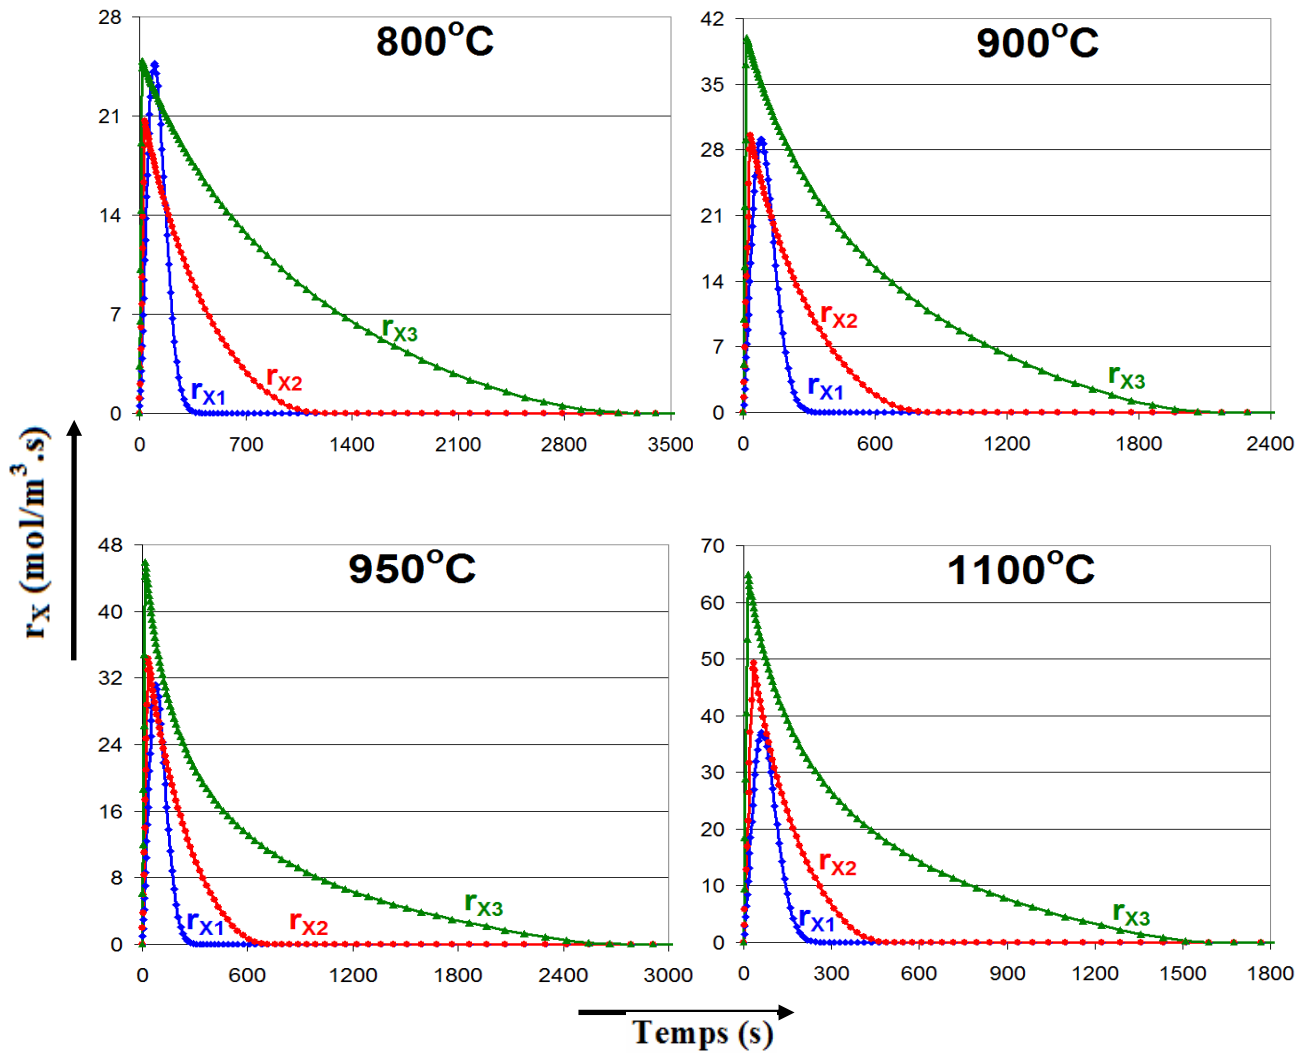 800°C
28
21
14
7
0
rX1
rX2
rX3
0 700 1400 2100 2800 3500
900°C
42
35
28
21
14
7
0
rX1
rX2
rX3
0 600 1200 1800 2400
rX (mol/m³.s)
950°C
48
40
32
24
16
8
0
rX1
rX2
rX3
0 600 1200 1800 2400 3000
1100°C
70
60
50
40
30
20
10
0
rX1
rX2
rX3
0 300 600 900 1200 1500 1800
Temps (s)